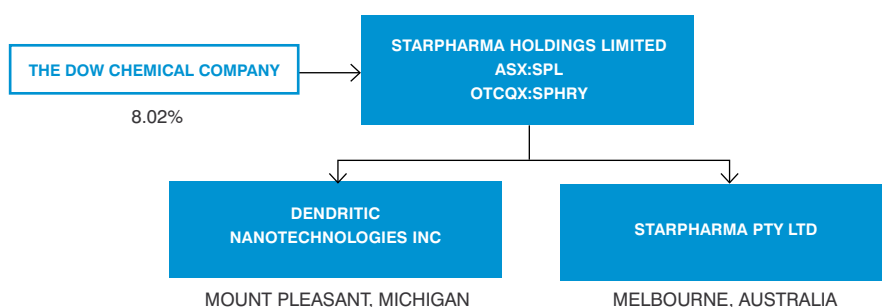 THE DOW CHEMICAL COMPANY
8.02%
STARPHARMA HOLDINGS LIMITED
ASX:SPL
OTCQX:SPHRY
DENDRITIC
NANOTECHNOLOGIES INC
MOUNT PLEASANT, MICHIGAN
STARPHARMA PTY LTD
MELBOURNE, AUSTRALIA